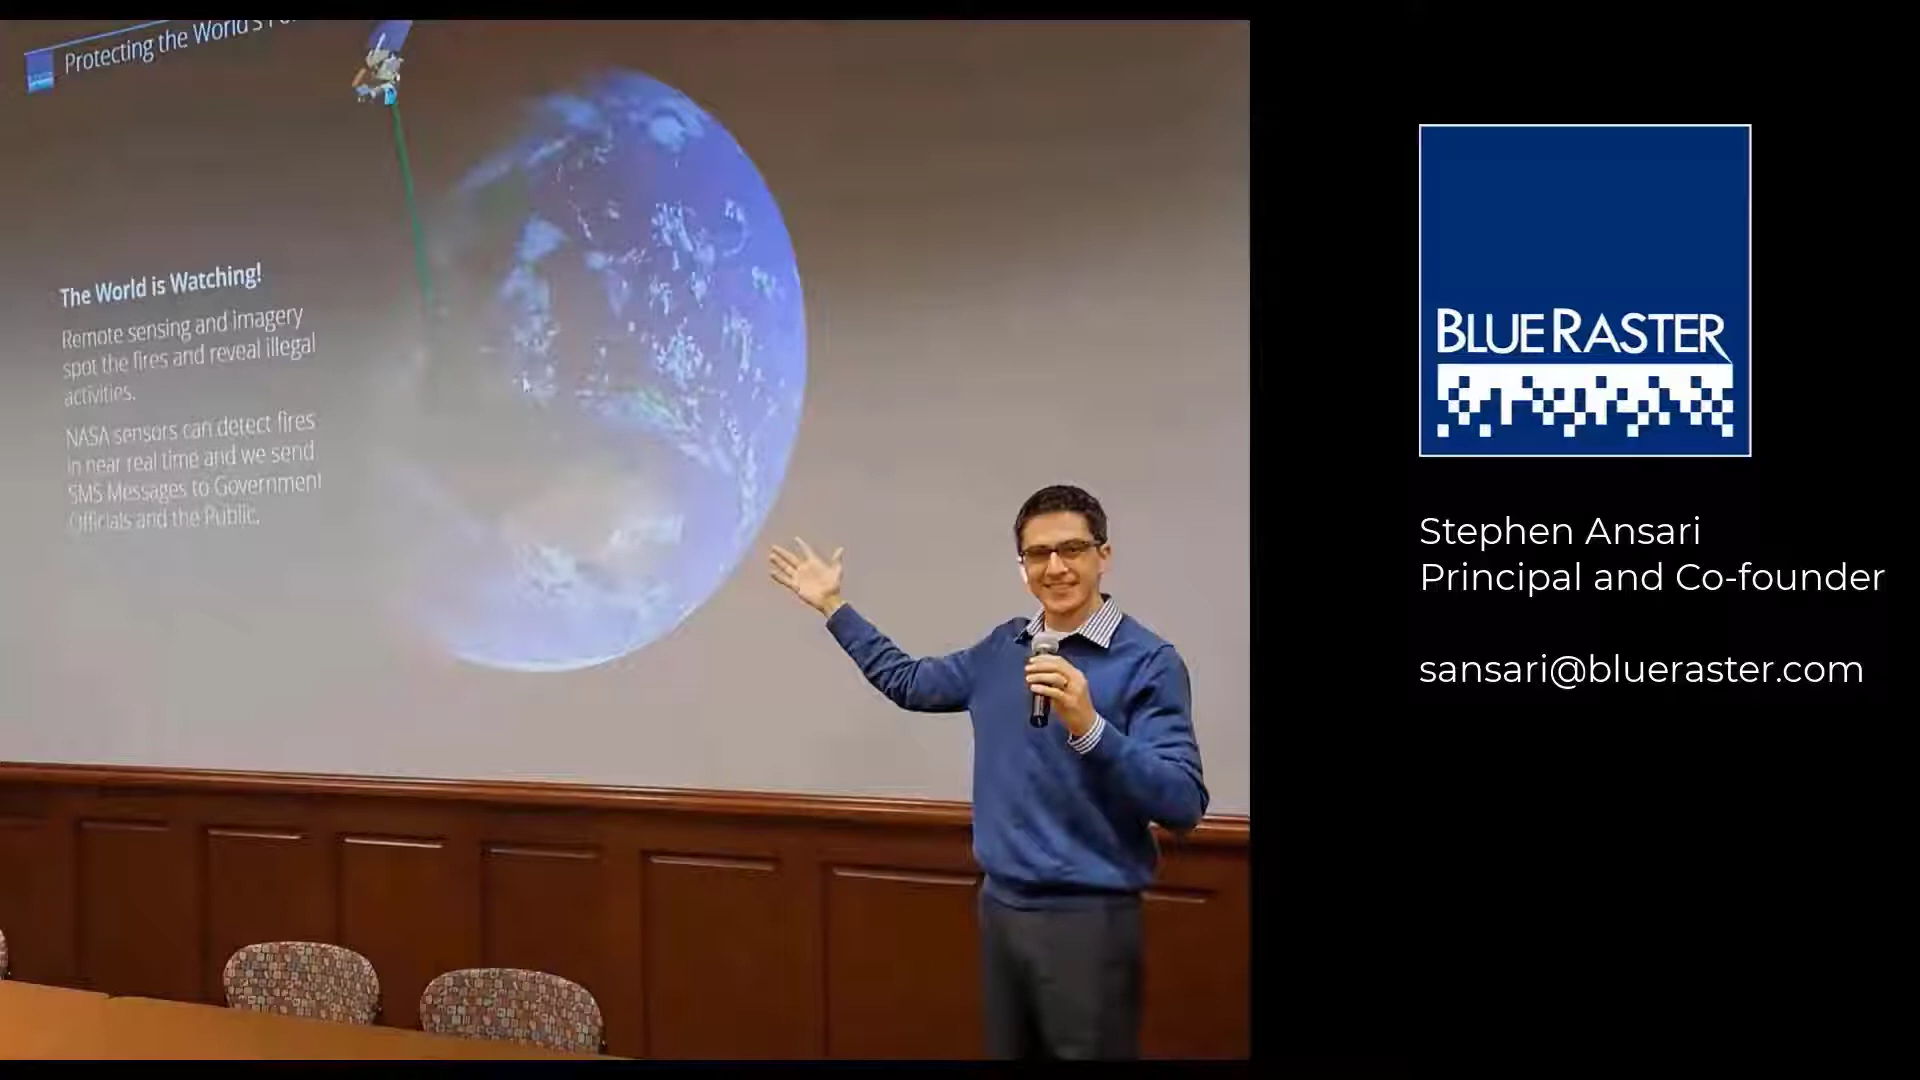 Protecting the World's
The World is Watching!
Remote sensing and imagery
spot the fires and reveal illegal
activities.
NASA sensors can detect fires
in near real time and we send
SMS Messages to Government
Officials and the Public.
BLUE RASTER
Stephen Ansari
Principal and Co-founder
sansari@blueraster.com